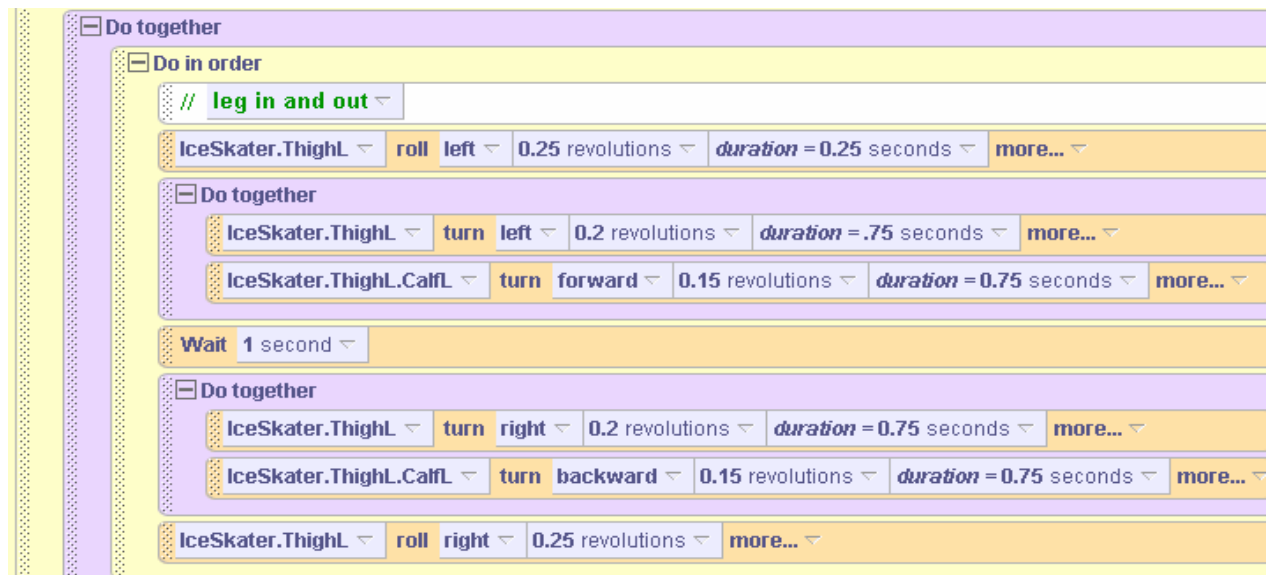 Do together
Do in order
// leg in and out
IceSkater.ThighL roll left 0.25 revolutions duration = 0.25 seconds more...
Do together
IceSkater.ThighL turn left 0.2 revolutions duration = .75 seconds more...
IceSkater.ThighL.CalfL turn forward 0.15 revolutions duration = 0.75 seconds more...
Wait 1 second
Do together
IceSkater.ThighL turn right 0.2 revolutions duration = 0.75 seconds more...
IceSkater.ThighL.CalfL turn backward 0.15 revolutions duration = 0.75 seconds more...
IceSkater.ThighL roll right 0.25 revolutions more...